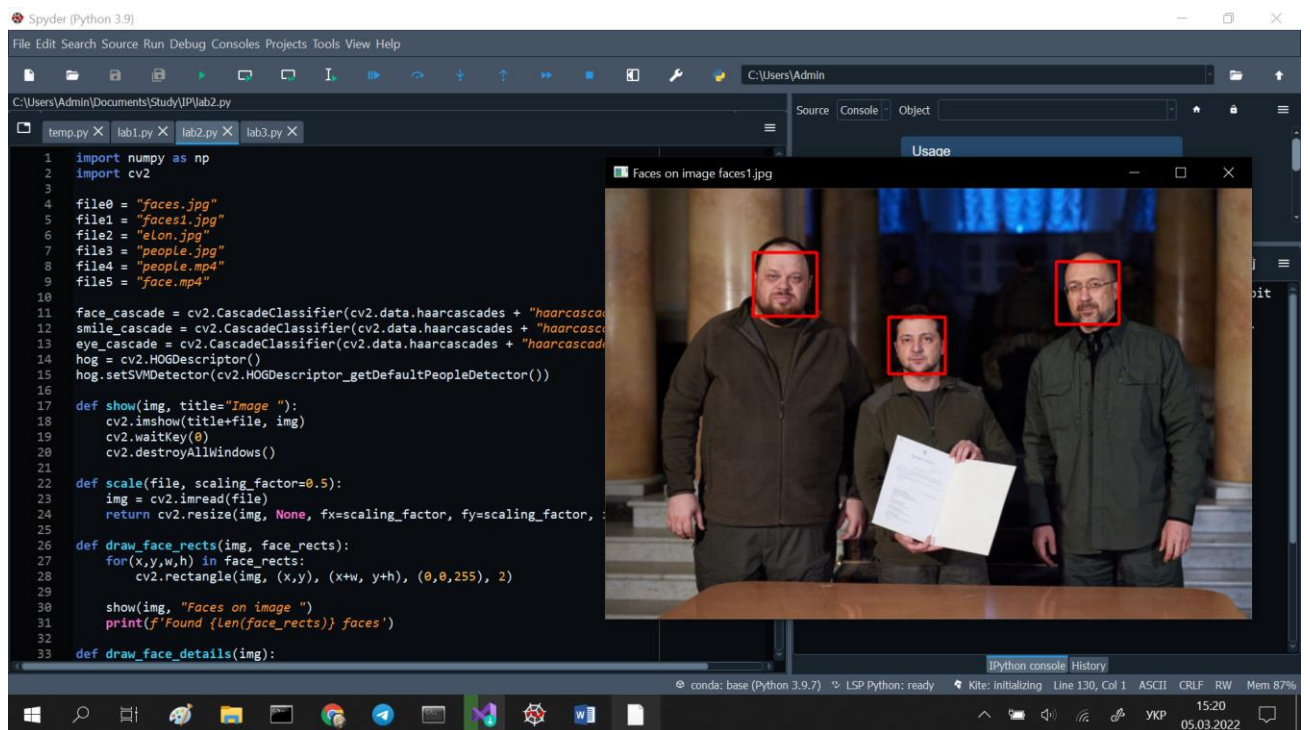 Spyder (Python 3.9)
File Edit Search Source Run Debug Consoles Projects Tools View Help
C:\Users\Admin
C:\Users\Admin\Documents\Study\IP\lab2.py
temp.py X lab1.py X lab2.py X lab3.py X
Source Console Object
Usage
1 import numpy as np
2 import cv2
3
4 file0 = "faces.jpg"
5 file1 = "faces1.jpg"
6 file2 = "elon.jpg"
7 file3 = "people.jpg"
8 file4 = "people.mp4"
9 file5 = "face.mp4"
10
11 face_cascade = cv2.CascadeClassifier(cv2.data.haarcascades + "haarcasca
12 smile_cascade = cv2.CascadeClassifier(cv2.data.haarcascades + "haarcasc
13 eye_cascade = cv2.CascadeClassifier(cv2.data.haarcascades + "haarcascad
14 hog = cv2.HOGDescriptor()
15 hog.setSVMDetector(cv2.HOGDescriptor_getDefaultPeopleDetector())
16
17 def show(img, title="Image "):
18 cv2.imshow(title+file, img)
19 cv2.waitKey(0)
20 cv2.destroyAllWindows()
21
22 def scale(file, scaling_factor=0.5):
23 img = cv2.imread(file)
24 return cv2.resize(img, None, fx=scaling_factor, fy=scaling_factor,
25
26 def draw_face_rects(img, face_rects):
27 for(x,y,w,h) in face_rects:
28 cv2.rectangle(img, (x,y), (x+w, y+h), (0,0,255), 2)
29
30 show(img, "Faces on image ")
31 print(f'Found {len(face_rects)} faces')
32
33 def draw_face_details(img):
Faces on image faces1.jpg
bit
IPython console History
conda: base (Python 3.9.7) LSP Python: ready Kite: initializing Line 130, Col 1 ASCII CRLF RW Mem 87%
УКР
15:20
05.03.2022